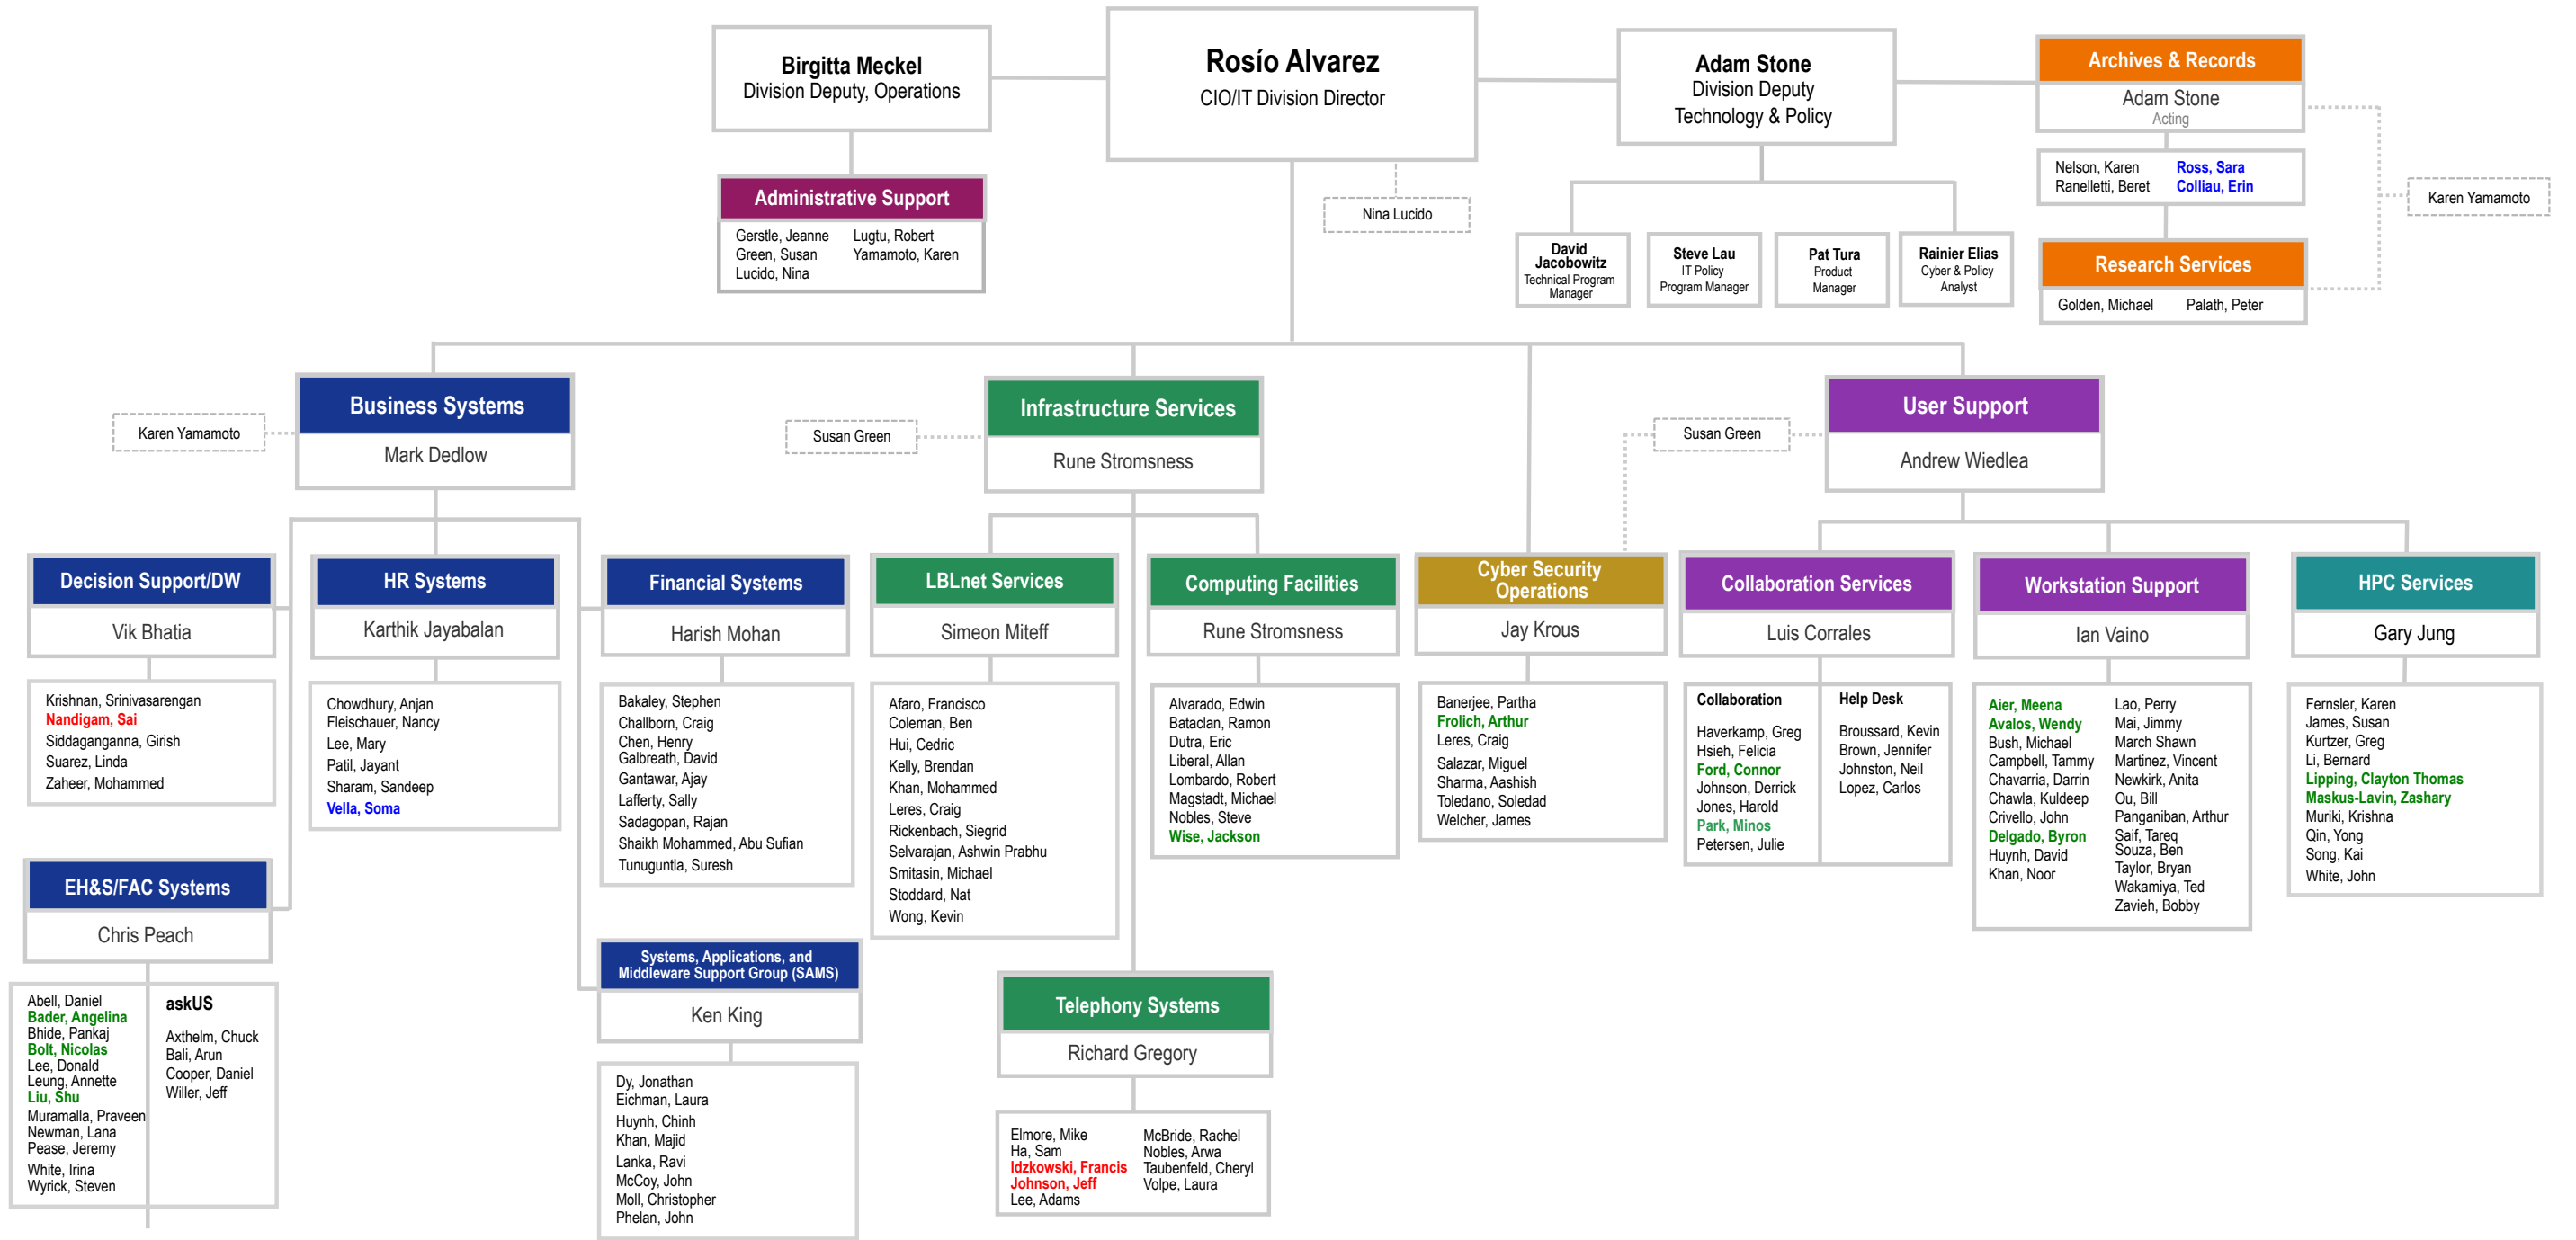 Birgitta Meckel
Division Deputy, Operations
Rosío Alvarez
CIO/IT Division Director
Adam Stone
Division Deputy
Technology & Policy
Archives & Records
Adam Stone
Acting
Nelson, Karen
Ranelletti, Beret
Ross, Sara
Colliau, Erin
Karen Yamamoto
Research Services
Golden, Michael
Palath, Peter
Administrative Support
Gerstle, Jeanne
Green, Susan
Lucido, Nina
Lugtu, Robert
Yamamoto, Karen
Nina Lucido
David
Jacobowitz
Technical Program
Manager
Steve Lau
IT Policy
Program Manager
Pat Tura
Product
Manager
Rainier Elias
Cyber & Policy
Analyst
Business Systems
Mark Dedlow
Karen Yamamoto
Infrastructure Services
Rune Stromsness
Susan Green
User Support
Andrew Wiedlea
Susan Green
Decision Support/DW
Vik Bhatia
Krishnan, Srinivasarengan
Nandigam, Sai
Siddaganganna, Girish
Suarez, Linda
Zaheer, Mohammed
HR Systems
Karthik Jayabalan
Chowdhury, Anjan
Fleischauer, Nancy
Lee, Mary
Patil, Jayant
Sharam, Sandeep
Vella, Soma
Financial Systems
Harish Mohan
Bakaley, Stephen
Challborn, Craig
Chen, Henry
Galbreath, David
Gantawar, Ajay
Lafferty, Sally
Sadagopan, Rajan
Shaikh Mohammed, Abu Sufian
Tunuguntla, Suresh
LBLnet Services
Simeon Miteff
Afaro, Francisco
Coleman, Ben
Hui, Cedric
Kelly, Brendan
Khan, Mohammed
Leres, Craig
Rickenbach, Siegrid
Selvarajan, Ashwin Prabhu
Smitasin, Michael
Stoddard, Nat
Wong, Kevin
Computing Facilities
Rune Stromsness
Alvarado, Edwin
Bataclan, Ramon
Dutra, Eric
Liberal, Allan
Lombardo, Robert
Magstadt, Michael
Nobles, Steve
Wise, Jackson
Cyber Security
Operations
Jay Krous
Banerjee, Partha
Frolich, Arthur
Leres, Craig
Salazar, Miguel
Sharma, Aashish
Toledano, Soledad
Welcher, James
Collaboration Services
Luis Corrales
Collaboration
Haverkamp, Greg
Hsieh, Felicia
Ford, Connor
Johnson, Derrick
Jones, Harold
Park, Minos
Petersen, Julie
Help Desk
Broussard, Kevin
Brown, Jennifer
Johnston, Neil
Lopez, Carlos
Workstation Support
Ian Vaino
Aier, Meena
Avalos, Wendy
Bush, Michael
Campbell, Tammy
Chavarria, Darrin
Chawla, Kuldeep
Crivello, John
Delgado, Byron
Huynh, David
Khan, Noor
Lao, Perry
Mai, Jimmy
March Shawn
Martinez, Vincent
Newkirk, Anita
Ou, Bill
Panganiban, Arthur
Saif, Tareq
Souza, Ben
Taylor, Bryan
Wakamiya, Ted
Zavieh, Bobby
HPC Services
Gary Jung
Fernsler, Karen
James, Susan
Kurtzer, Greg
Li, Bernard
Lipping, Clayton Thomas
Maskus-Lavin, Zashary
Muriki, Krishna
Qin, Yong
Song, Kai
White, John
EH&S/FAC Systems
Chris Peach
Abell, Daniel
Bader, Angelina
Bhide, Pankaj
Bolt, Nicolas
Lee, Donald
Leung, Annette
Liu, Shu
Muramalla, Praveen
Newman, Lana
Pease, Jeremy
White, Irina
Wyrick, Steven
askUS
Axthelm, Chuck
Bali, Arun
Cooper, Daniel
Willer, Jeff
Systems, Applications, and
Middleware Support Group (SAMS)
Ken King
Dy, Jonathan
Eichman, Laura
Huynh, Chinh
Khan, Majid
Lanka, Ravi
McCoy, John
Moll, Christopher
Phelan, John
Telephony Systems
Richard Gregory
Elmore, Mike
Ha, Sam
Idzkowski, Francis
Johnson, Jeff
Lee, Adams
McBride, Rachel
Nobles, Arwa
Taubenfeld, Cheryl
Volpe, Laura